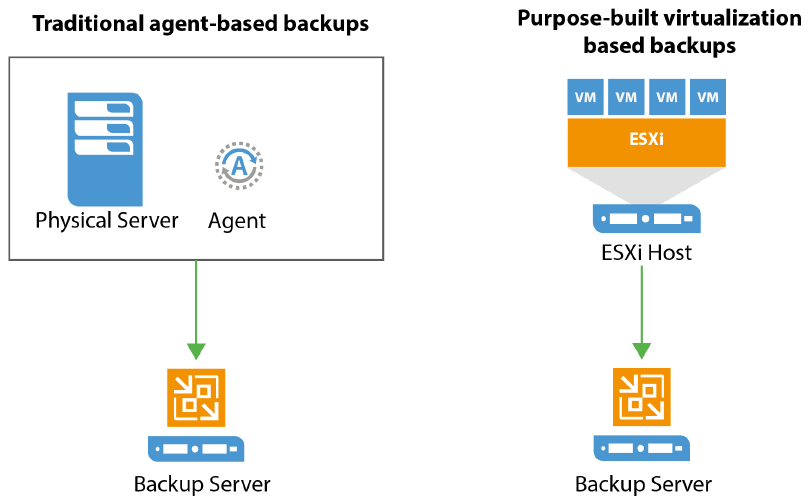 Traditional agent-based backups
Physical Server
A
Agent
Backup Server
Purpose-built virtualization
based backups
VM VM VM VM
ESXi
ESXi Host
Backup Server